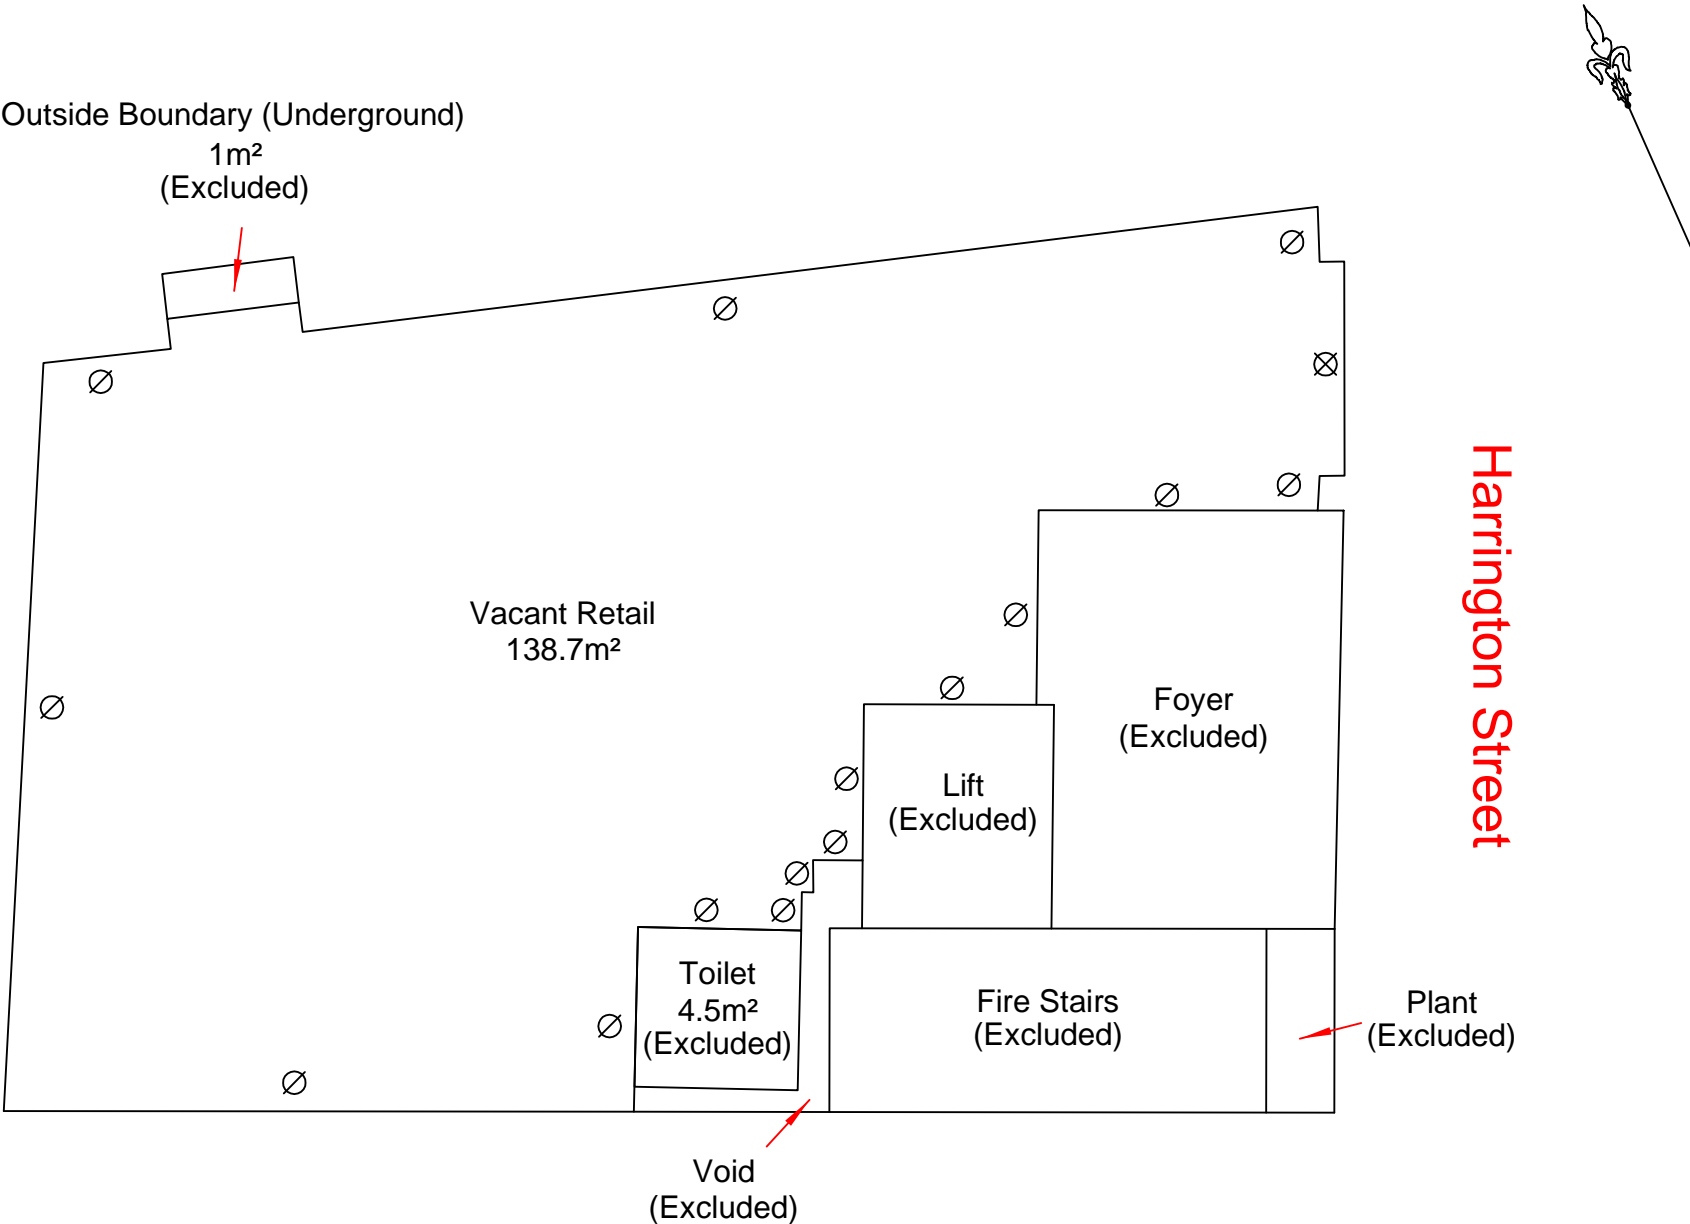 Outside Boundary (Underground)
1m²
(Excluded)
Vacant Retail
138.7m²
Foyer
(Excluded)
Lift
(Excluded)
Toilet
4.5m²
(Excluded)
Fire Stairs
(Excluded)
Plant
(Excluded)
Void
(Excluded)
Harrington Street